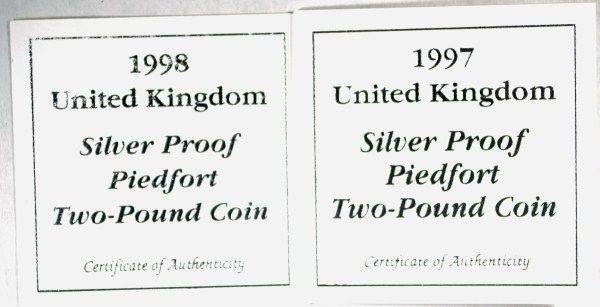 1998
United Kingdom
Silver Proof
Piedfort
Two-Pound Coin
Certificate of Authenticity
1997
United Kingdom
Silver Proof
Piedfort
Two-Pound Coin
Certificate of Authenticity